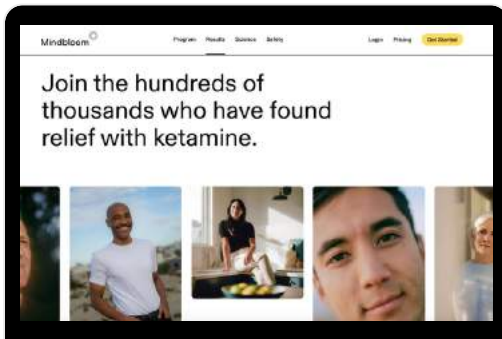 Mindbloom
Program Results Science Safety
Login Pricing Get Started
Join the hundreds of
thousands who have found
relief with ketamine.